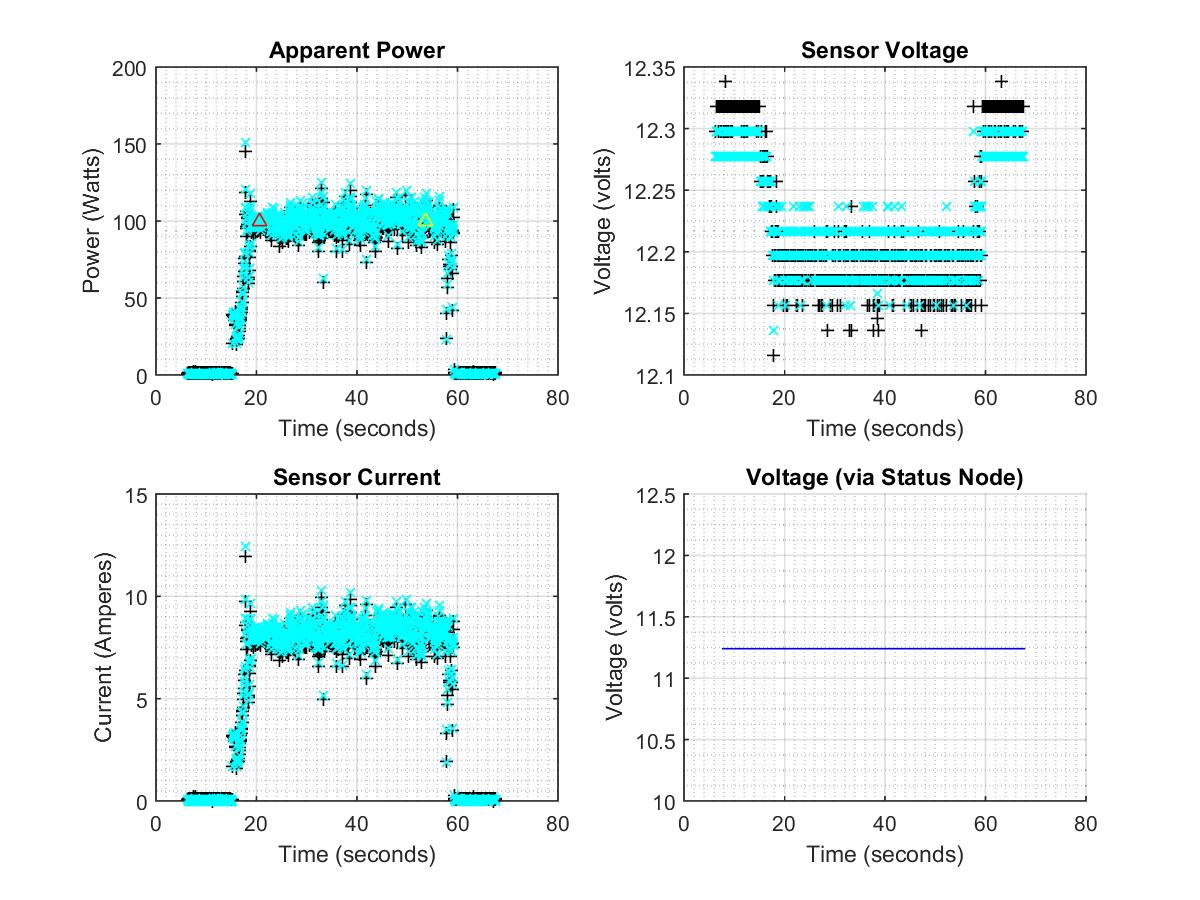 Apparent Power
200
150
100
50
0
Power (Watts)
0 20 40 60 80
Time (seconds)
Sensor Voltage
12.35
12.3
12.25
12.2
12.15
12.1
Voltage (volts)
0 20 40 60 80
Time (seconds)
Sensor Current
15
10
5
0
Current (Amperes)
0 20 40 60 80
Time (seconds)
Voltage (via Status Node)
12.5
12
11.5
11
10.5
10
Voltage (volts)
0 20 40 60 80
Time (seconds)